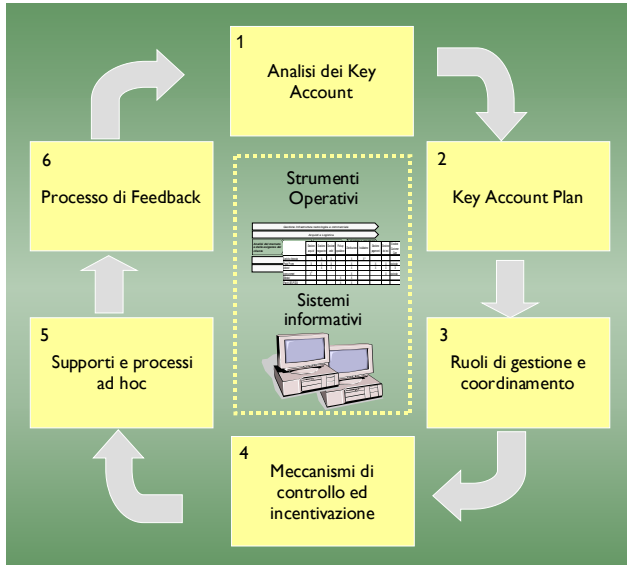 1
Analisi dei Key
Account
2
Key Account Plan
3
Ruoli di gestione e
coordinamento
4
Meccanismi di
controllo ed
incentivazione
5
Supporti e processi
ad hoc
6
Processo di Feedback
Strumenti
Operativi
Sistemi
informativi